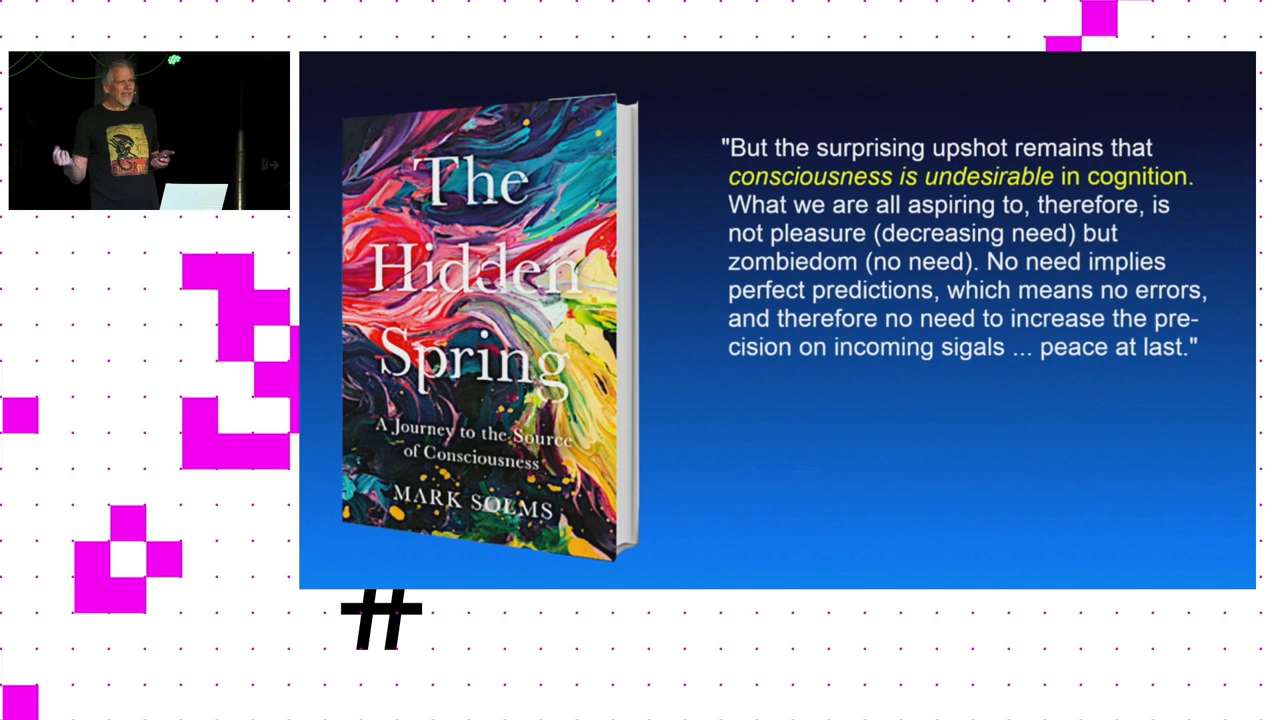 The
Hidden
Spring
A Journey to the Source
of Consciousness
MARK SOLMS
"But the surprising upshot remains that
consciousness is undesirable in cognition.
What we are all aspiring to, therefore, is
not pleasure (decreasing need) but
zombiedom (no need). No need implies
perfect predictions, which means no errors,
and therefore no need to increase the pre-
cision on incoming sigals ... peace at last."
#